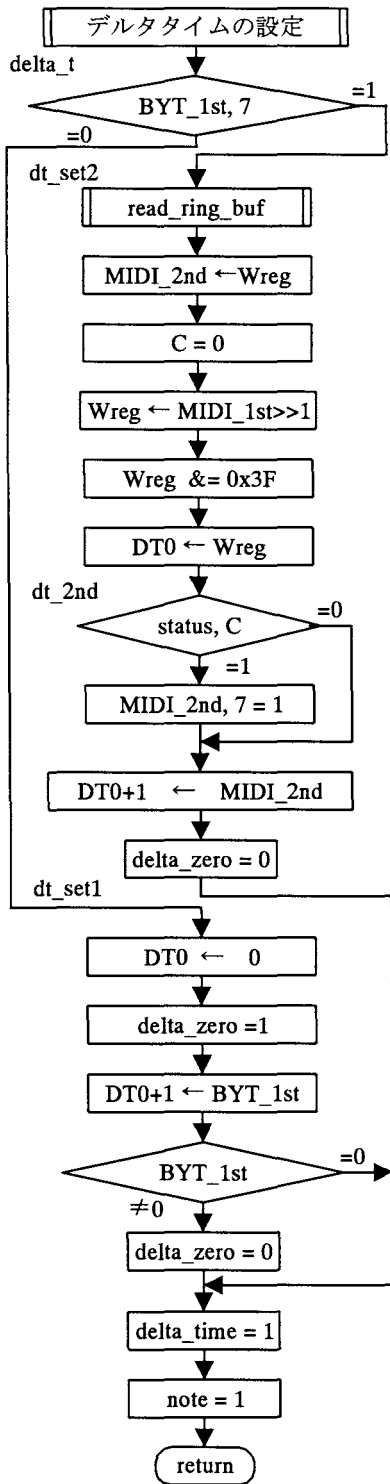 デルタタイムの設定
delta_t
BYT_1st, 7
=1
=0
dt_set2
read_ring_buf
MIDI_2nd ←Wreg
C = 0
Wreg ← MIDI_1st>>1
Wreg &= 0x3F
DT0 ← Wreg
dt_2nd
status, C
=0
=1
MIDI_2nd, 7 = 1
DT0+1 ← MIDI_2nd
delta_zero = 0
dt_set1
DT0 ← 0
delta_zero =1
DT0+1 ← BYT_1st
BYT_1st
=0
≠0
delta_zero = 0
delta_time = 1
note = 1
return